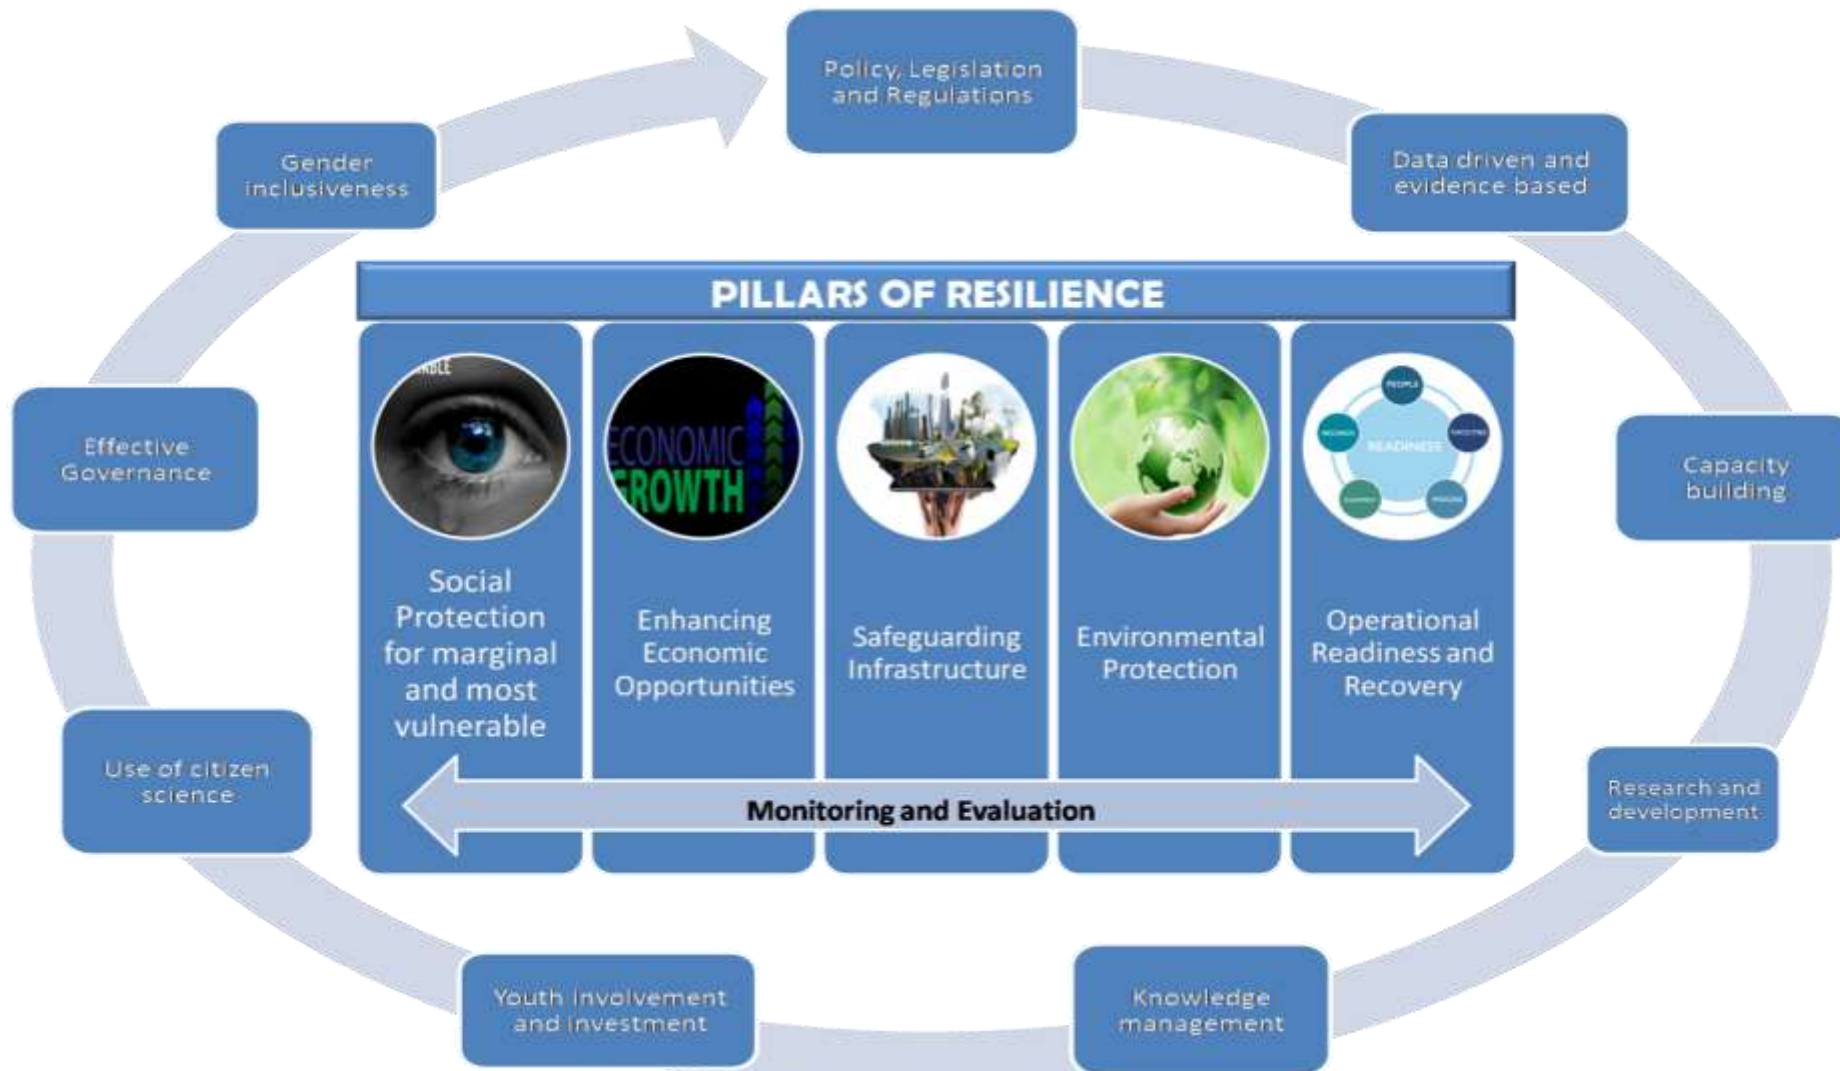 Policy, Legislation
and Regulations
Data driven and
evidence based
Capacity
building
Research and
development
Knowledge
management
Youth involvement
and investment
Use of citizen
science
Effective
Governance
Gender
inclusiveness
PILLARS OF RESILIENCE
Social
Protection
for marginal
and most
vulnerable
ECONOMIC
GROWTH
Enhancing
Economic
Opportunities
Safeguarding
Infrastructure
Environmental
Protection
PEOPLE
READINESS
Operational
Readiness and
Recovery
Monitoring and Evaluation